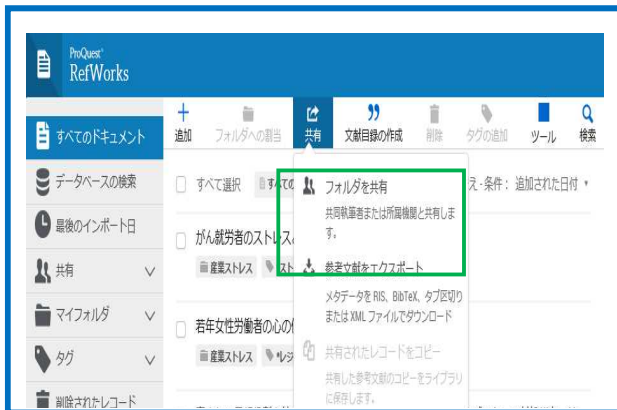 ProQuest
RefWorks
追加 フォルダへの割当 共有 文献目録の作成 削除 タグの追加 ツール 検索
すべてのドキュメント
データベースの検索
最後のインポート日
共有
マイフォルダ
タグ
削除されたレコード
すべて選択 すべての え・条件： 追加された日付
がん就労者のストレス
産業ストレス スト
若年女性労働者の心の
産業ストレス
フォルダを共有
共同執筆者または所属機関と共有しま
す。
参考文献をエクスポート
メタデータを RIS、BibTeX、タブ区切り
または XML ファイルでダウンロード
共有されたレコードをコピー
共有した参考文献のコピーをライブラリ
に保存します。